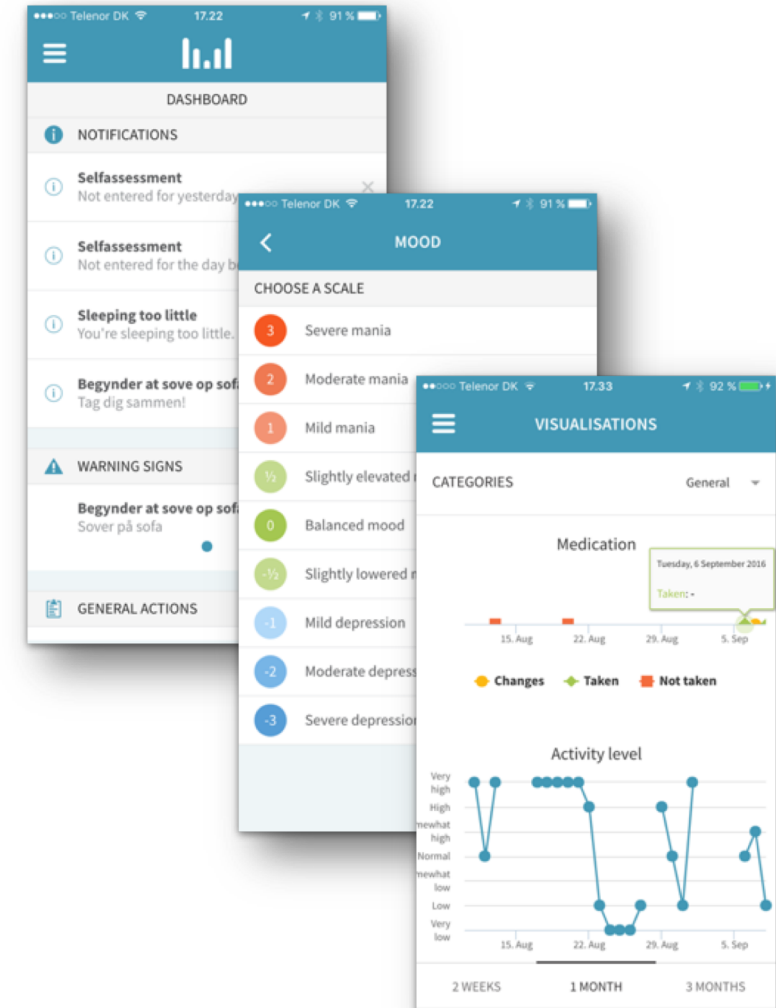 Telenor DK 17.22 91 %
DASHBOARD
NOTIFICATIONS
Selfassessment
Not entered for yesterday
Selfassessment
Not entered for the day
Sleeping too little
You're sleeping too little.
Begynder at sove op
Tag dig sammen!
WARNING SIGNS
Begynder at sove op
Sover på sofa
GENERAL ACTIONS
Telenor DK 17.22 91 %
MOOD
CHOOSE A SCALE
3 Severe mania
2 Moderate mania
1 Mild mania
½ Slightly elevated
0 Balanced mood
-½ Slightly lowered
-1 Mild depression
-2 Moderate
-3 Severe depression
Telenor DK 17.33 92 %
VISUALISATIONS
CATEGORIES General
Medication
Tuesday, 6 September 2016
Taken: -
15. Aug 22. Aug 29. Aug 5. Sep
Changes Taken Not taken
Activity level
Very
high
High
high
Normal
low
Low
Very
low
15. Aug 22. Aug 29. Aug 5. Sep
2 WEEKS 1 MONTH 3 MONTHS